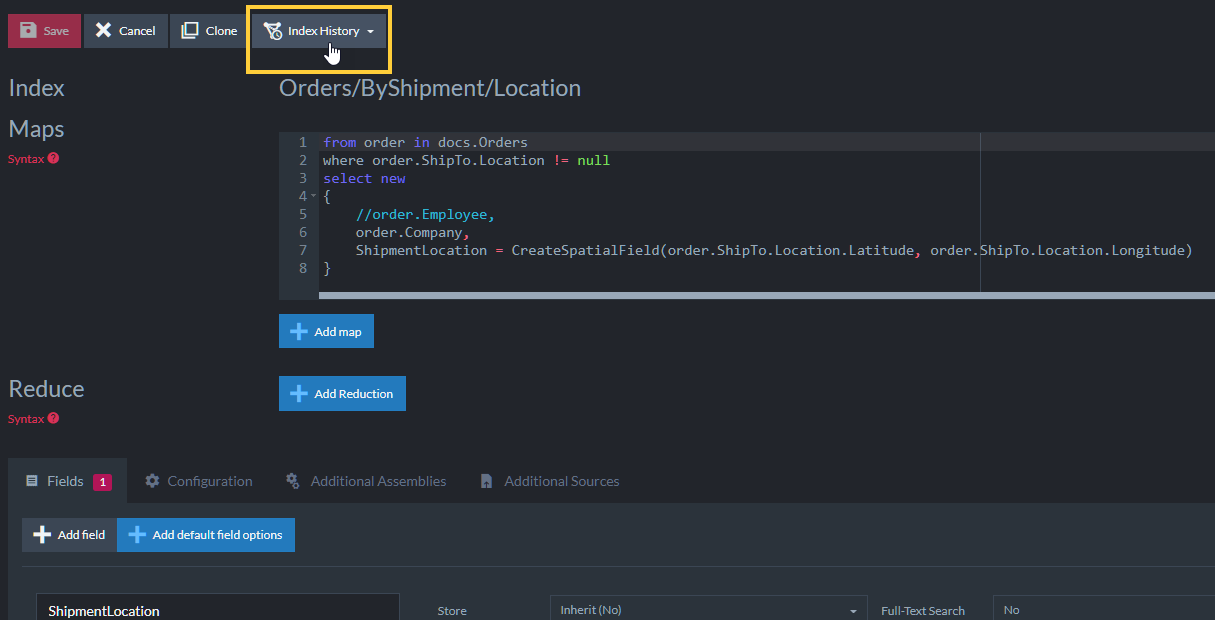 Save Cancel Clone Index History
Index Orders/ByShipment/Location
Maps
Syntax
1 from order in docs.Orders
2 where order.ShipTo.Location != null
3 select new
4 {
5 //order.Employee,
6 order.Company,
7 ShipmentLocation = CreateSpatialField(order.ShipTo.Location.Latitude, order.ShipTo.Location.Longitude)
8 }
Add map
Reduce Add Reduction
Syntax
Fields 1 Configuration Additional Assemblies Additional Sources
Add field Add default field options
ShipmentLocation Store Inherit (No) Full-Text Search No